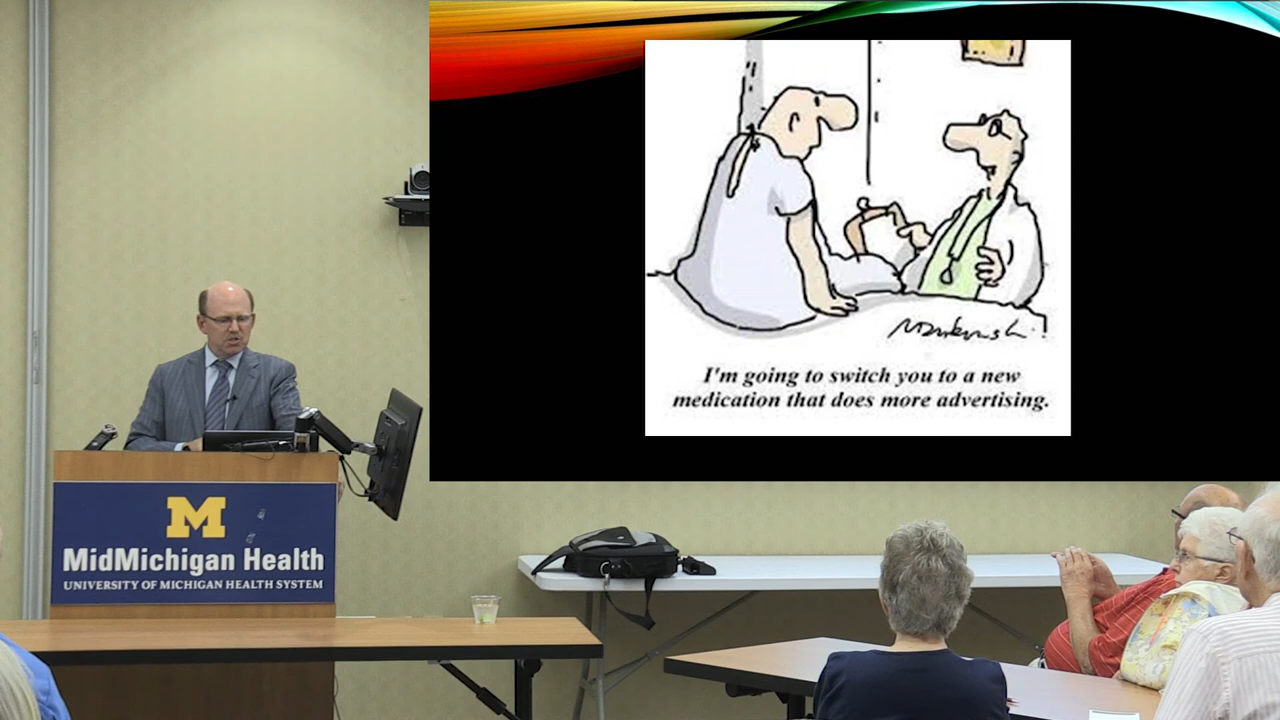 I'm going to switch you to a new
medication that does more advertising.
M
MidMichigan Health
UNIVERSITY OF MICHIGAN HEALTH SYSTEM